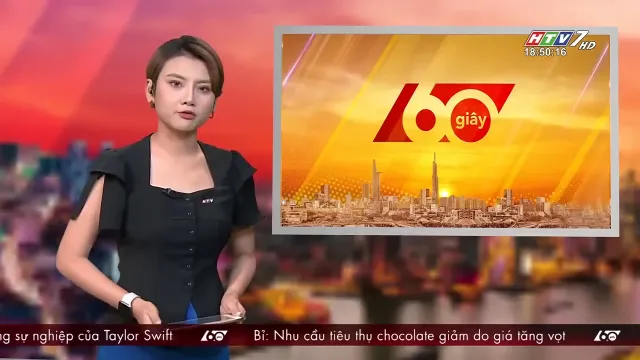 HTV7 HD
18:50:16
60 giây
HTV
ng sự nghiệp của Taylor Swift 60 Bỉ: Nhu cầu tiêu thụ chocolate giảm do giá tăng vọt 60